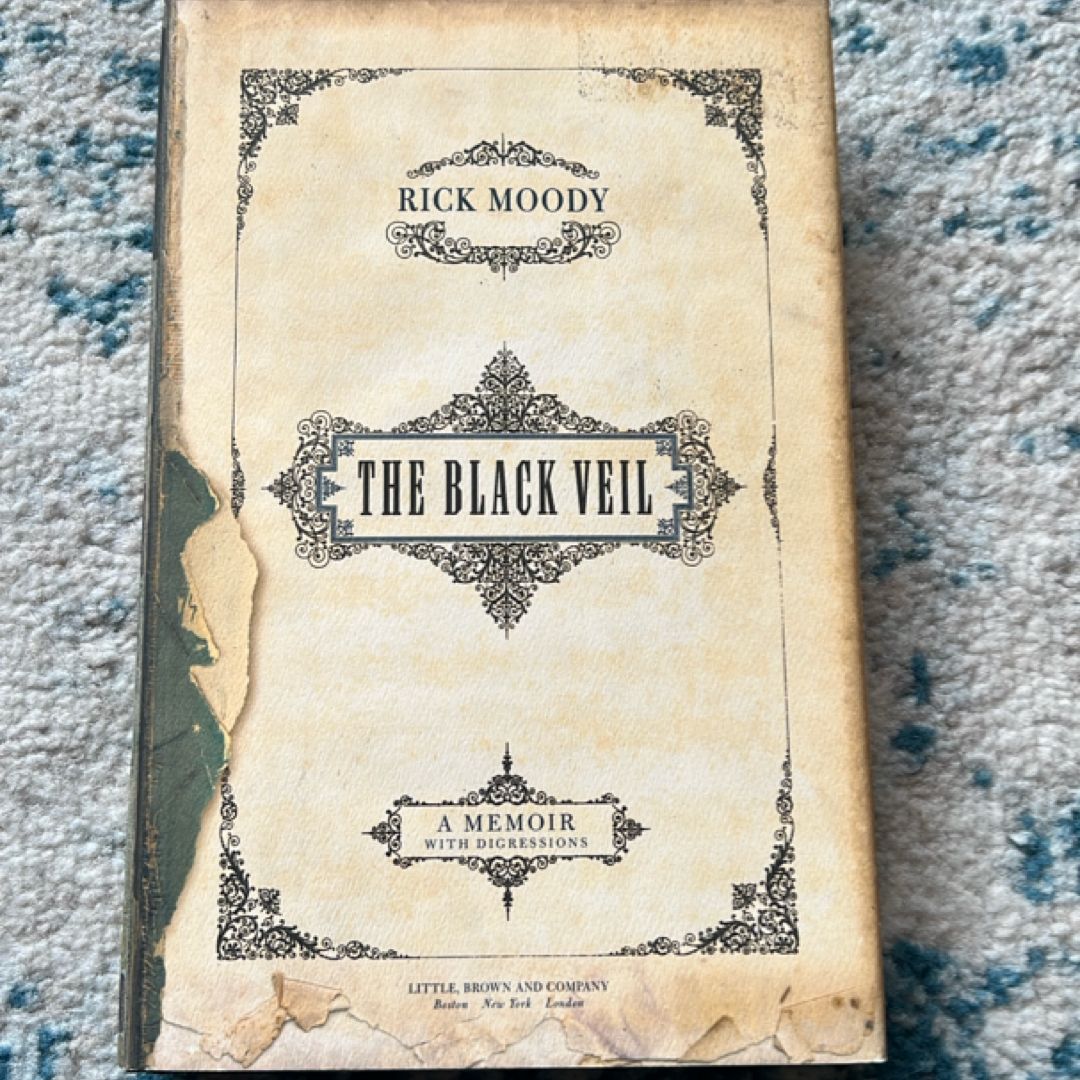 RICK MOODY
THE BLACK VEIL
A MEMOIR
WITH DIGRESSIONS
LITTLE, BROWN AND COMPANY
Boston New York London